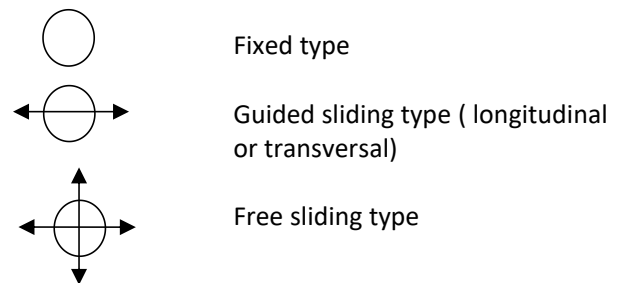 Fixed type
Guided sliding type ( longitudinal
or transversal)
Free sliding type